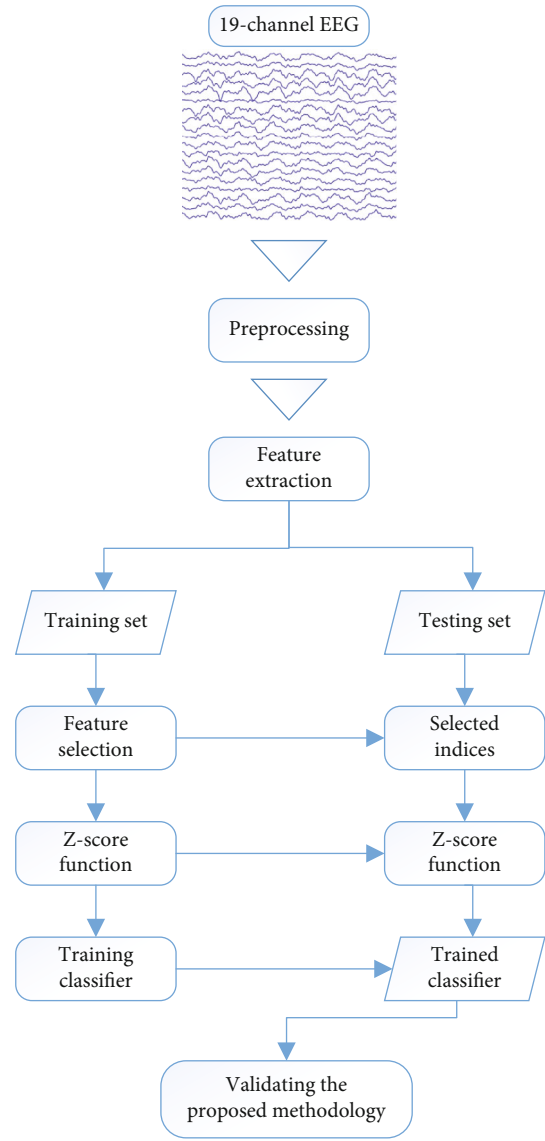 19-channel EEG
Preprocessing
Feature
extraction
Training set
Testing set
Feature
selection
Selected
indices
Z-score
function
Z-score
function
Training
classifier
Trained
classifier
Validating the
proposed methodology